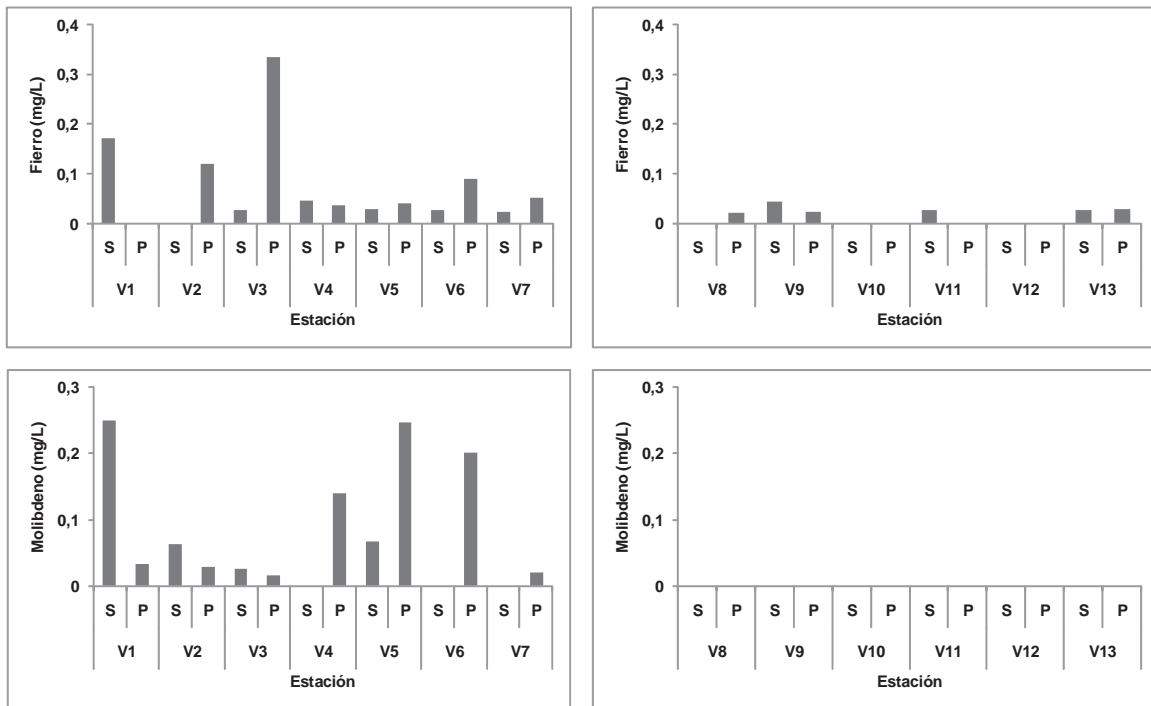 0,4
0,3
0,2
0,1
0
Fierro (mg/L)
S P S P S P S P S P S P S P
V1 V2 V3 V4 V5 V6 V7
Estación
0,4
0,3
0,2
0,1
0
Fierro (mg/L)
S P S P S P S P S P S P
V8 V9 V10 V11 V12 V13
Estación
0,3
0,2
0,1
0
Molibdeno (mg/L)
S P S P S P S P S P S P S P
V1 V2 V3 V4 V5 V6 V7
Estación
0,3
0,2
0,1
0
Molibdeno (mg/L)
S P S P S P S P S P S P
V8 V9 V10 V11 V12 V13
Estación